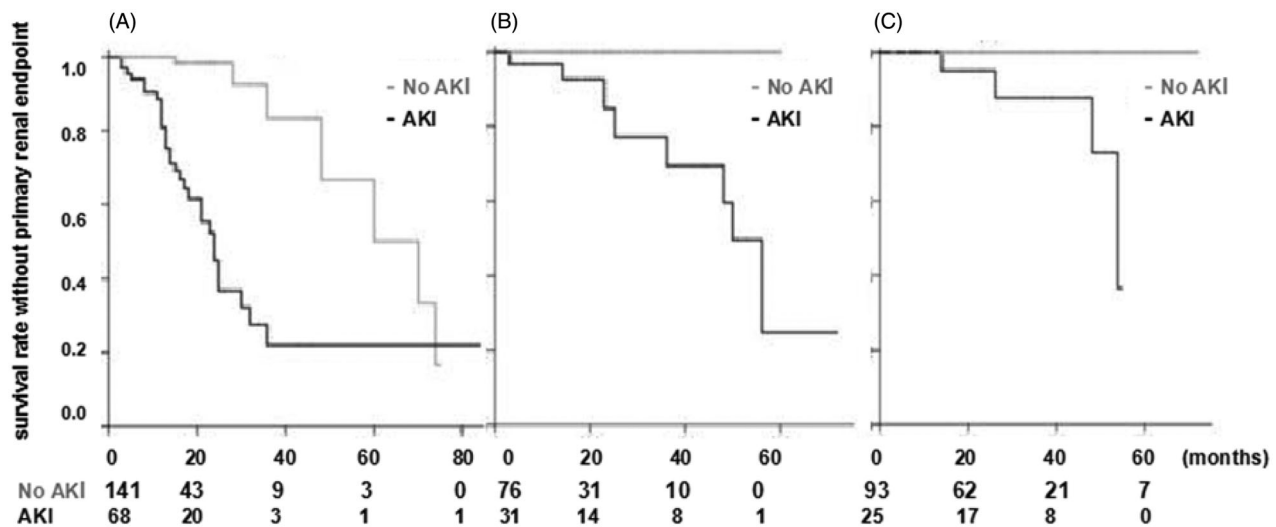 (A) (B) (C)
survival rate without primary renal endpoint
1.0
0.8
0.6
0.4
0.2
0.0
No AKI
AKI
No AKI
AKI
No AKI
AKI
0 20 40 60 80 0 20 40 60 0 20 40 60 (months)
No AKI 141 43 9 3 0 76 31 10 0 93 62 21 7
AKI 68 20 3 1 1 31 14 8 1 25 17 8 0